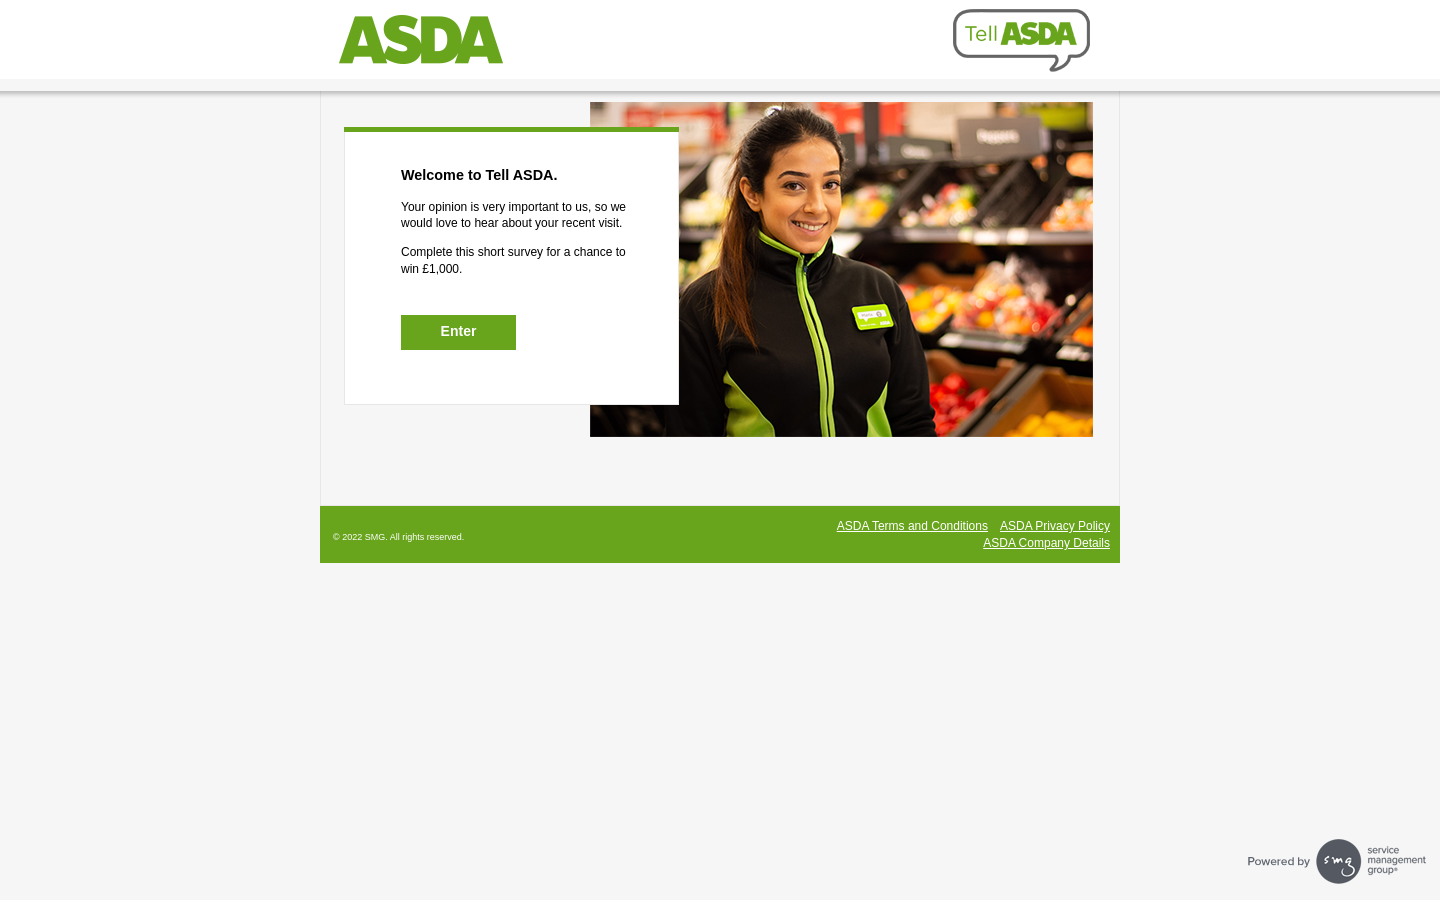 ASDA
Tell ASDA
Welcome to Tell ASDA.
Your opinion is very important to us, so we
would love to hear about your recent visit.
Complete this short survey for a chance to
win £1,000.
Enter
© 2022 SMG. All rights reserved.
ASDA Terms and Conditions ASDA Privacy Policy
ASDA Company Details
Powered by
smg
service
management
group